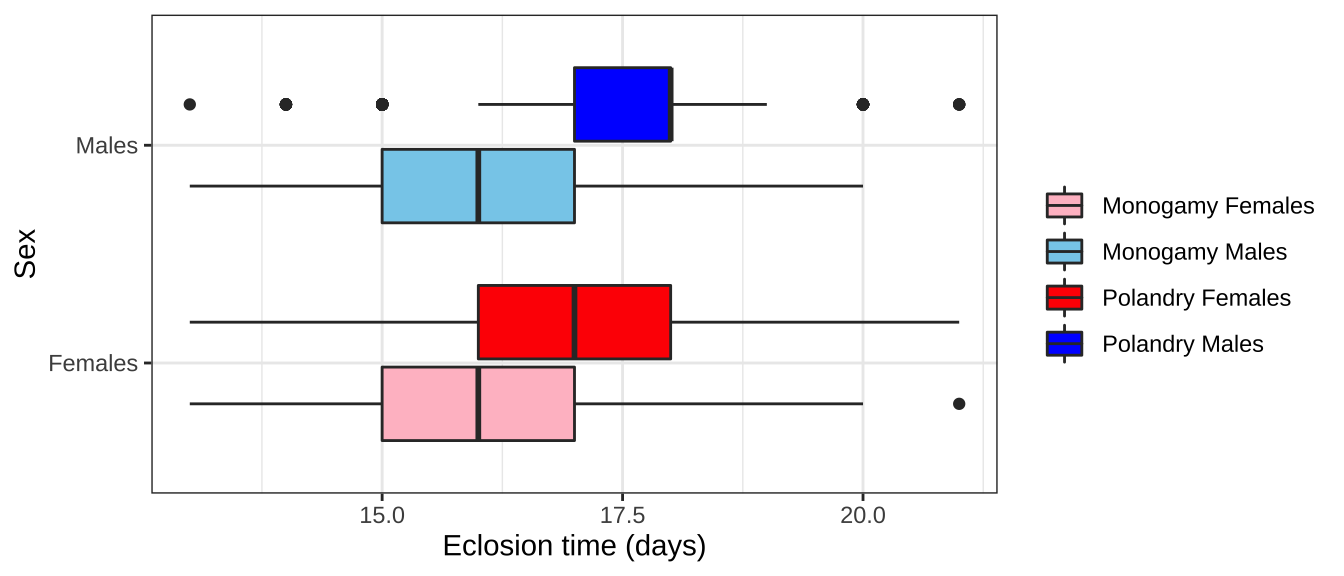 Males
Females
Sex
15.0 17.5 20.0
Eclosion time (days)
Monogamy Females
Monogamy Males
Polandry Females
Polandry Males